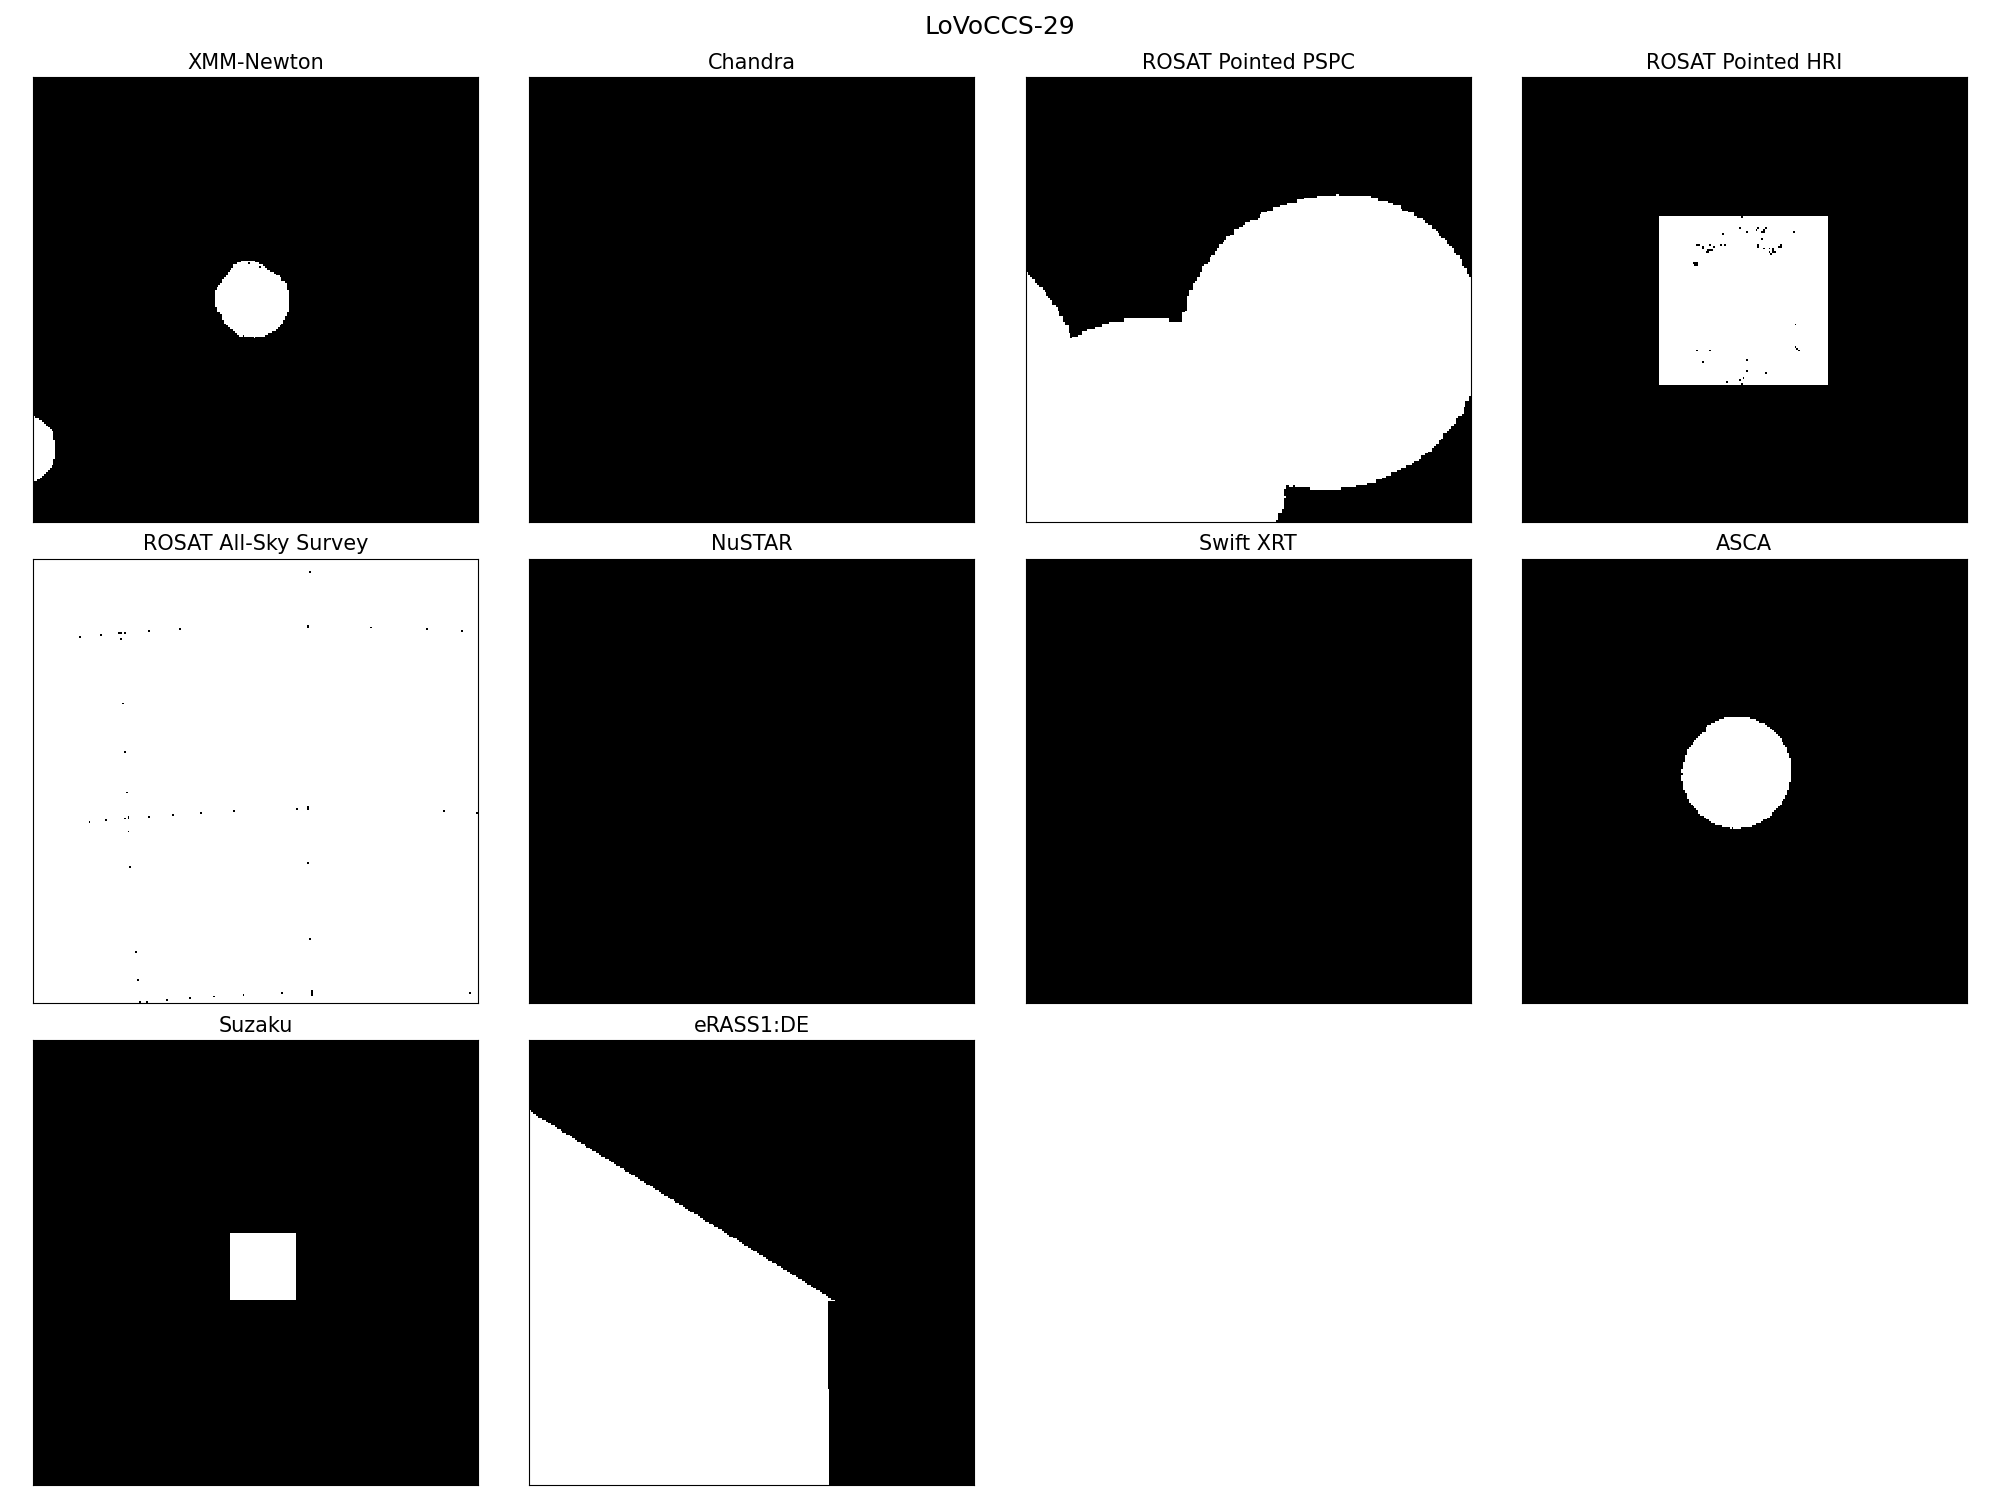 LoVoCCS-29
XMM-Newton
Chandra
ROSAT Pointed PSPC
ROSAT Pointed HRI
ROSAT All-Sky Survey
NuSTAR
Swift XRT
ASCA
Suzaku
eRASS1:DE